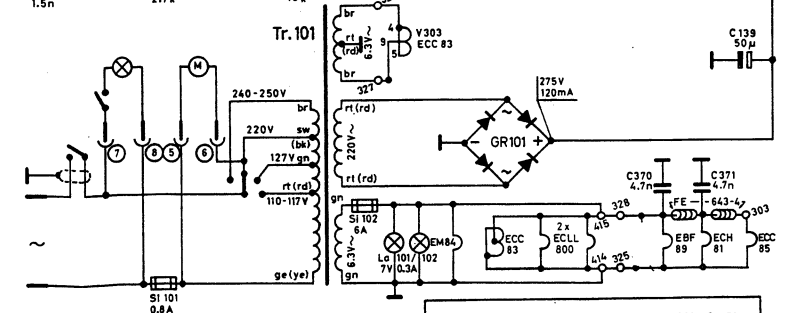 1.5n
Tr. 101
br
rt
(rd)
br
6.3V~
327
4
9
5
V303
ECC 83
C 139
50µ
M
7
8
5
6
240-250V
br
220V
sw
(bk)
127V gn
rt (rd)
110-117V
ge (ye)
rt (rd)
220V~
rt (rd)
~
-
GR101
+
~
275V
120mA
gn
SI 102
6A
6.3V~
gn
La 101/102
7V 0.3A
EM84
ECC
83
2 x
ECLL
800
415
328
414
325
C370
4.7n
C371
4.7n
FE — 643-4
303
EBF
89
ECH
81
ECC
85
~
SI 101
0.8A